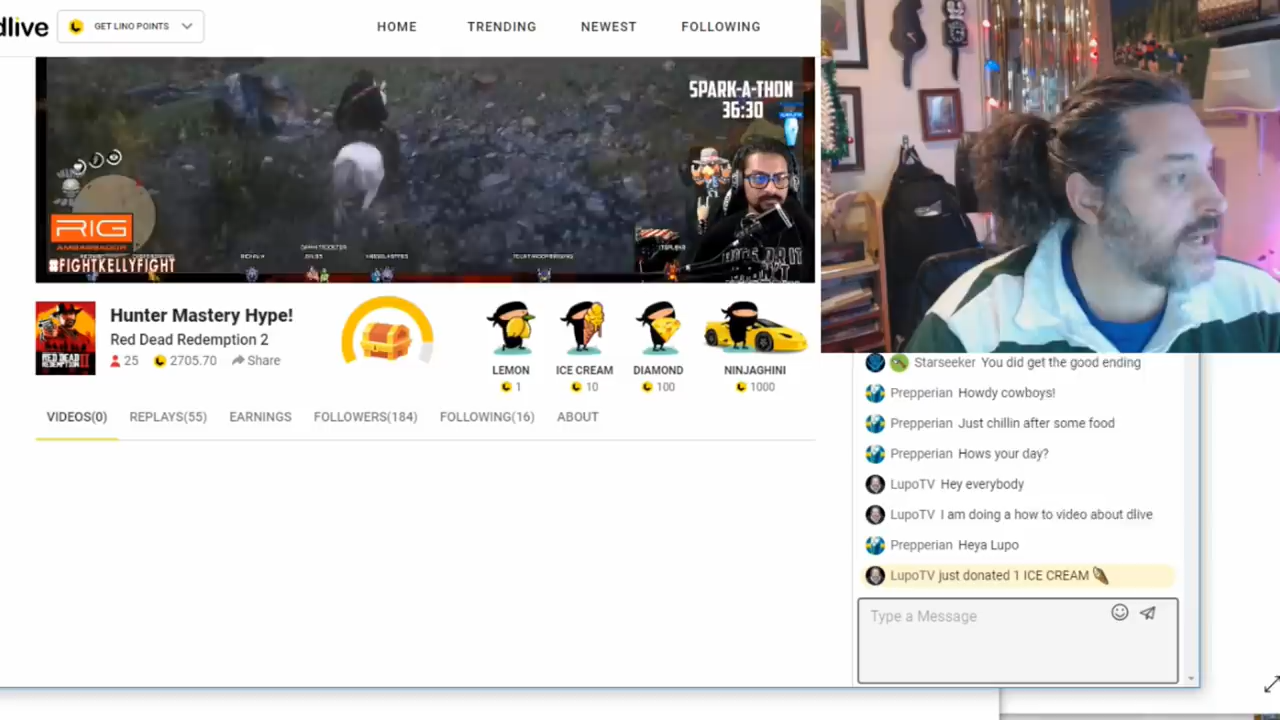 dlive
GET LINO POINTS
HOME
TRENDING
NEWEST
FOLLOWING
SPARK-A-THON
36:30
RIG
AMBASSADOR
#FIGHTKELLYFIGHT
Hunter Mastery Hype!
Red Dead Redemption 2
25
2705.70
Share
LEMON
1
ICE CREAM
10
DIAMOND
100
NINJAGHINI
1000
VIDEOS(0)
REPLAYS(55)
EARNINGS
FOLLOWERS(184)
FOLLOWING(16)
ABOUT
Starseeker You did get the good ending
Prepperian Howdy cowboys!
Prepperian Just chillin after some food
Prepperian Hows your day?
LupoTV Hey everybody
LupoTV I am doing a how to video about dlive
Prepperian Heya Lupo
LupoTV just donated 1 ICE CREAM
Type a Message